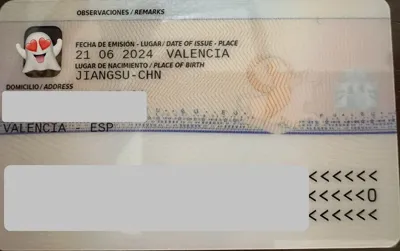 OBSERVACIONES / REMARKS
FECHA DE EMISIÓN - LUGAR / DATE OF ISSUE - PLACE
21 06 2024 VALENCIA
LUGAR DE NACIMIENTO / PLACE OF BIRTH
JIANGSU-CHN
DOMICILIO / ADDRESS
VALENCIA - ESP
<<<<<<
<<<<<0
<<<<<<